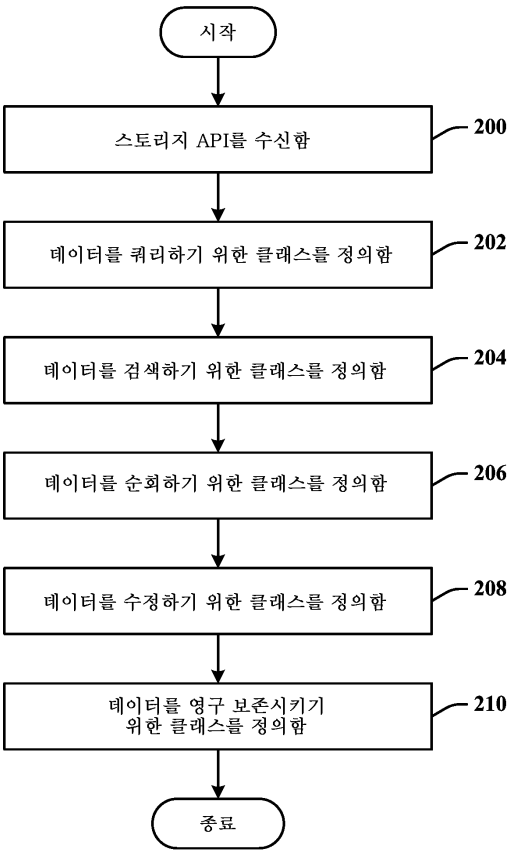 시작
스토리지 API를 수신함
200
데이터를 쿼리하기 위한 클래스를 정의함
202
데이터를 검색하기 위한 클래스를 정의함
204
데이터를 순회하기 위한 클래스를 정의함
206
데이터를 수정하기 위한 클래스를 정의함
208
데이터를 영구 보존시키기
위한 클래스를 정의함
210
종료